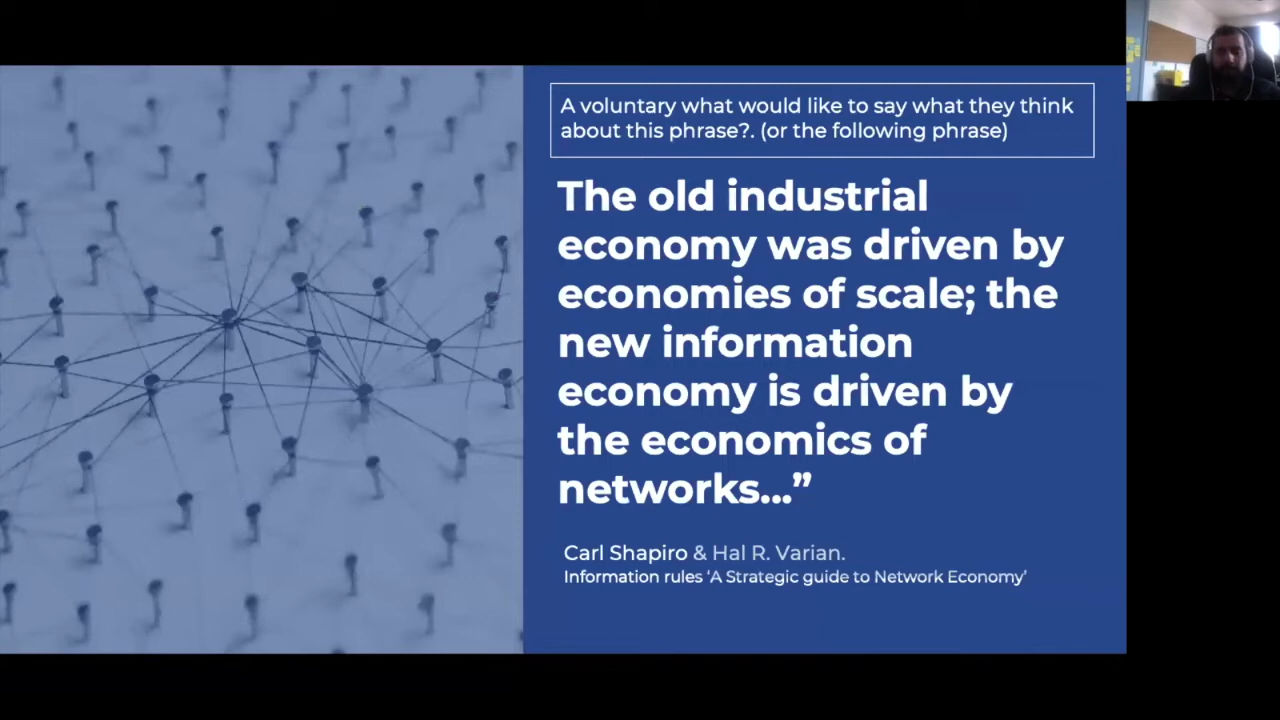 A voluntary what would like to say what they think
about this phrase?. (or the following phrase)
The old industrial
economy was driven by
economies of scale; the
new information
economy is driven by
the economics of
networks...”
Carl Shapiro & Hal R. Varian.
Information rules ‘A Strategic guide to Network Economy’